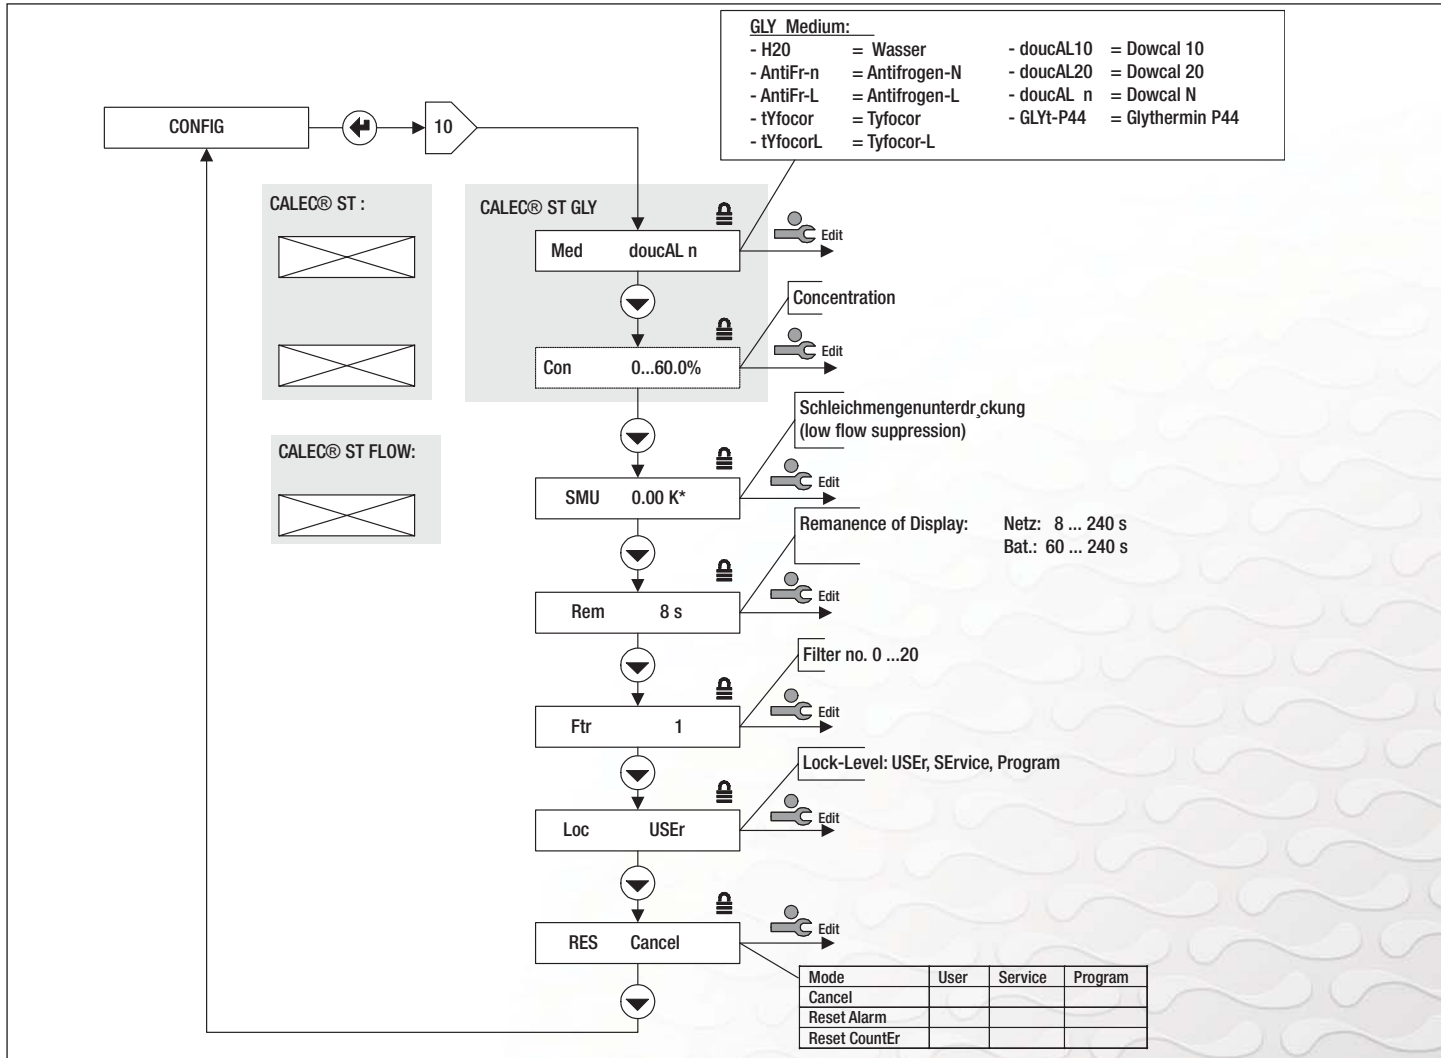 GLY Medium:
- H20 = Wasser - doucAL10 = Dowcal 10
- AntiFr-n = Antifrogen-N - doucAL20 = Dowcal 20
- AntiFr-L = Antifrogen-L - doucAL n = Dowcal N
- tYfocor = Tyfocor - GLYt-P44 = Glythermin P44
- tYfocorL = Tyfocor-L
CONFIG
10
CALEC® ST :
CALEC® ST GLY
Med doucAL n
Edit
Concentration
Con 0...60.0%
Edit
Schleichmengenunterdr¸ckung
(low flow suppression)
CALEC® ST FLOW:
SMU 0.00 K*
Edit
Remanence of Display: Netz: 8 ... 240 s
Bat.: 60 ... 240 s
Rem 8 s
Edit
Filter no. 0 ...20
Ftr 1
Edit
Lock-Level: USEr, SErvice, Program
Loc USEr
Edit
RES Cancel
Edit
Mode User Service Program
Cancel
Reset Alarm
Reset CountEr